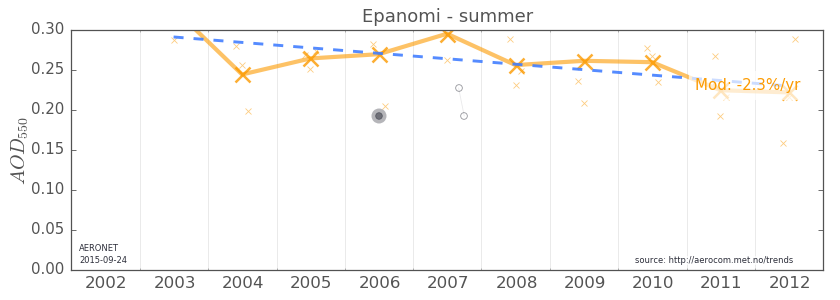 Epanomi - summer
0.30
0.25
0.20
0.15
0.10
0.05
0.00
AOD550
Mod: -2.3%/yr
AERONET
2015-09-24
source: http://aerocom.met.no/trends
2002 2003 2004 2005 2006 2007 2008 2009 2010 2011 2012